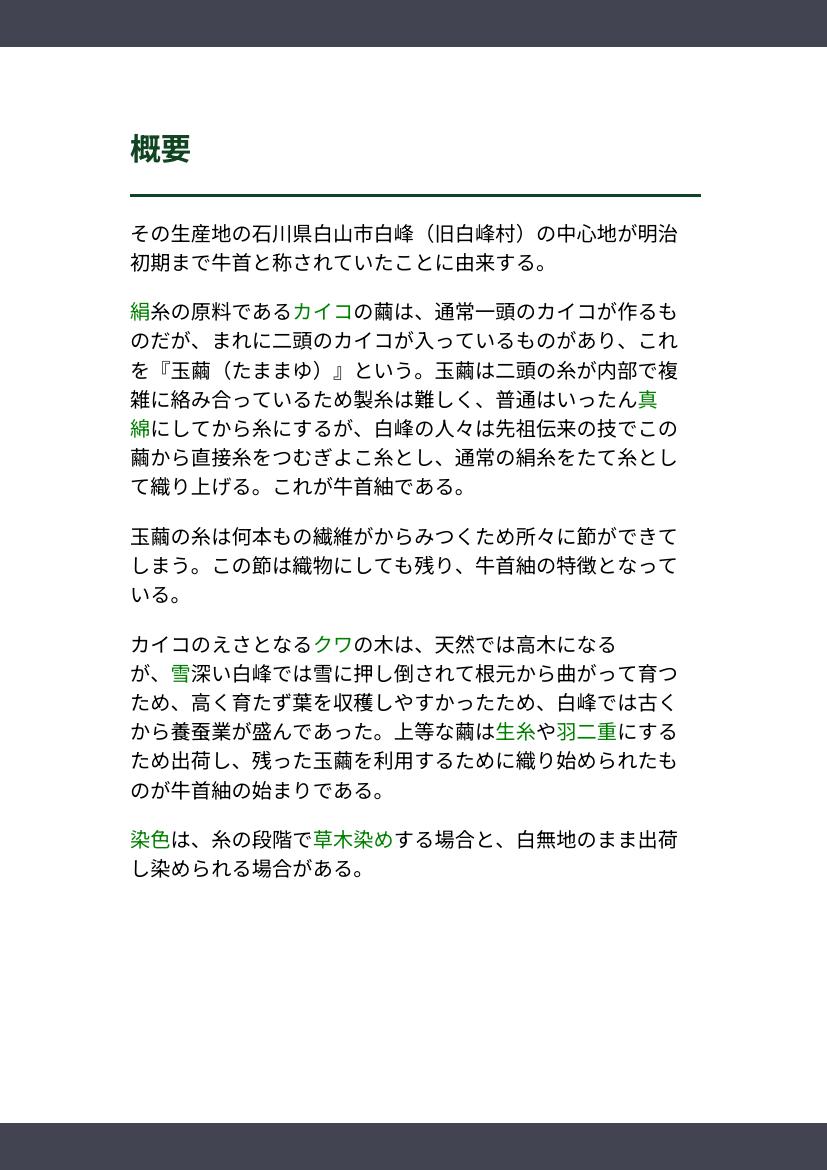 概要
その生産地の石川県白山市白峰（旧白峰村）の中心地が明治
初期まで牛首と称されていたことに由来する。
絹糸の原料であるカイコの繭は、通常一頭のカイコが作るも
のだが、まれに二頭のカイコが入っているものがあり、これ
を『玉繭（たままゆ）』という。玉繭は二頭の糸が内部で複
雑に絡み合っているため製糸は難しく、普通はいったん真
綿にしてから糸にするが、白峰の人々は先祖伝来の技でこの
繭から直接糸をつむぎよこ糸とし、通常の絹糸をたて糸とし
て織り上げる。これが牛首紬である。
玉繭の糸は何本もの繊維がからみつくため所々に節ができて
しまう。この節は織物にしても残り、牛首紬の特徴となって
いる。
カイコのえさとなるクワの木は、天然では高木になる
が、雪深い白峰では雪に押し倒されて根元から曲がって育つ
ため、高く育たず葉を収穫しやすかったため、白峰では古く
から養蚕業が盛んであった。上等な繭は生糸や羽二重にする
ため出荷し、残った玉繭を利用するために織り始められたも
のが牛首紬の始まりである。
染色は、糸の段階で草木染めする場合と、白無地のまま出荷
し染められる場合がある。